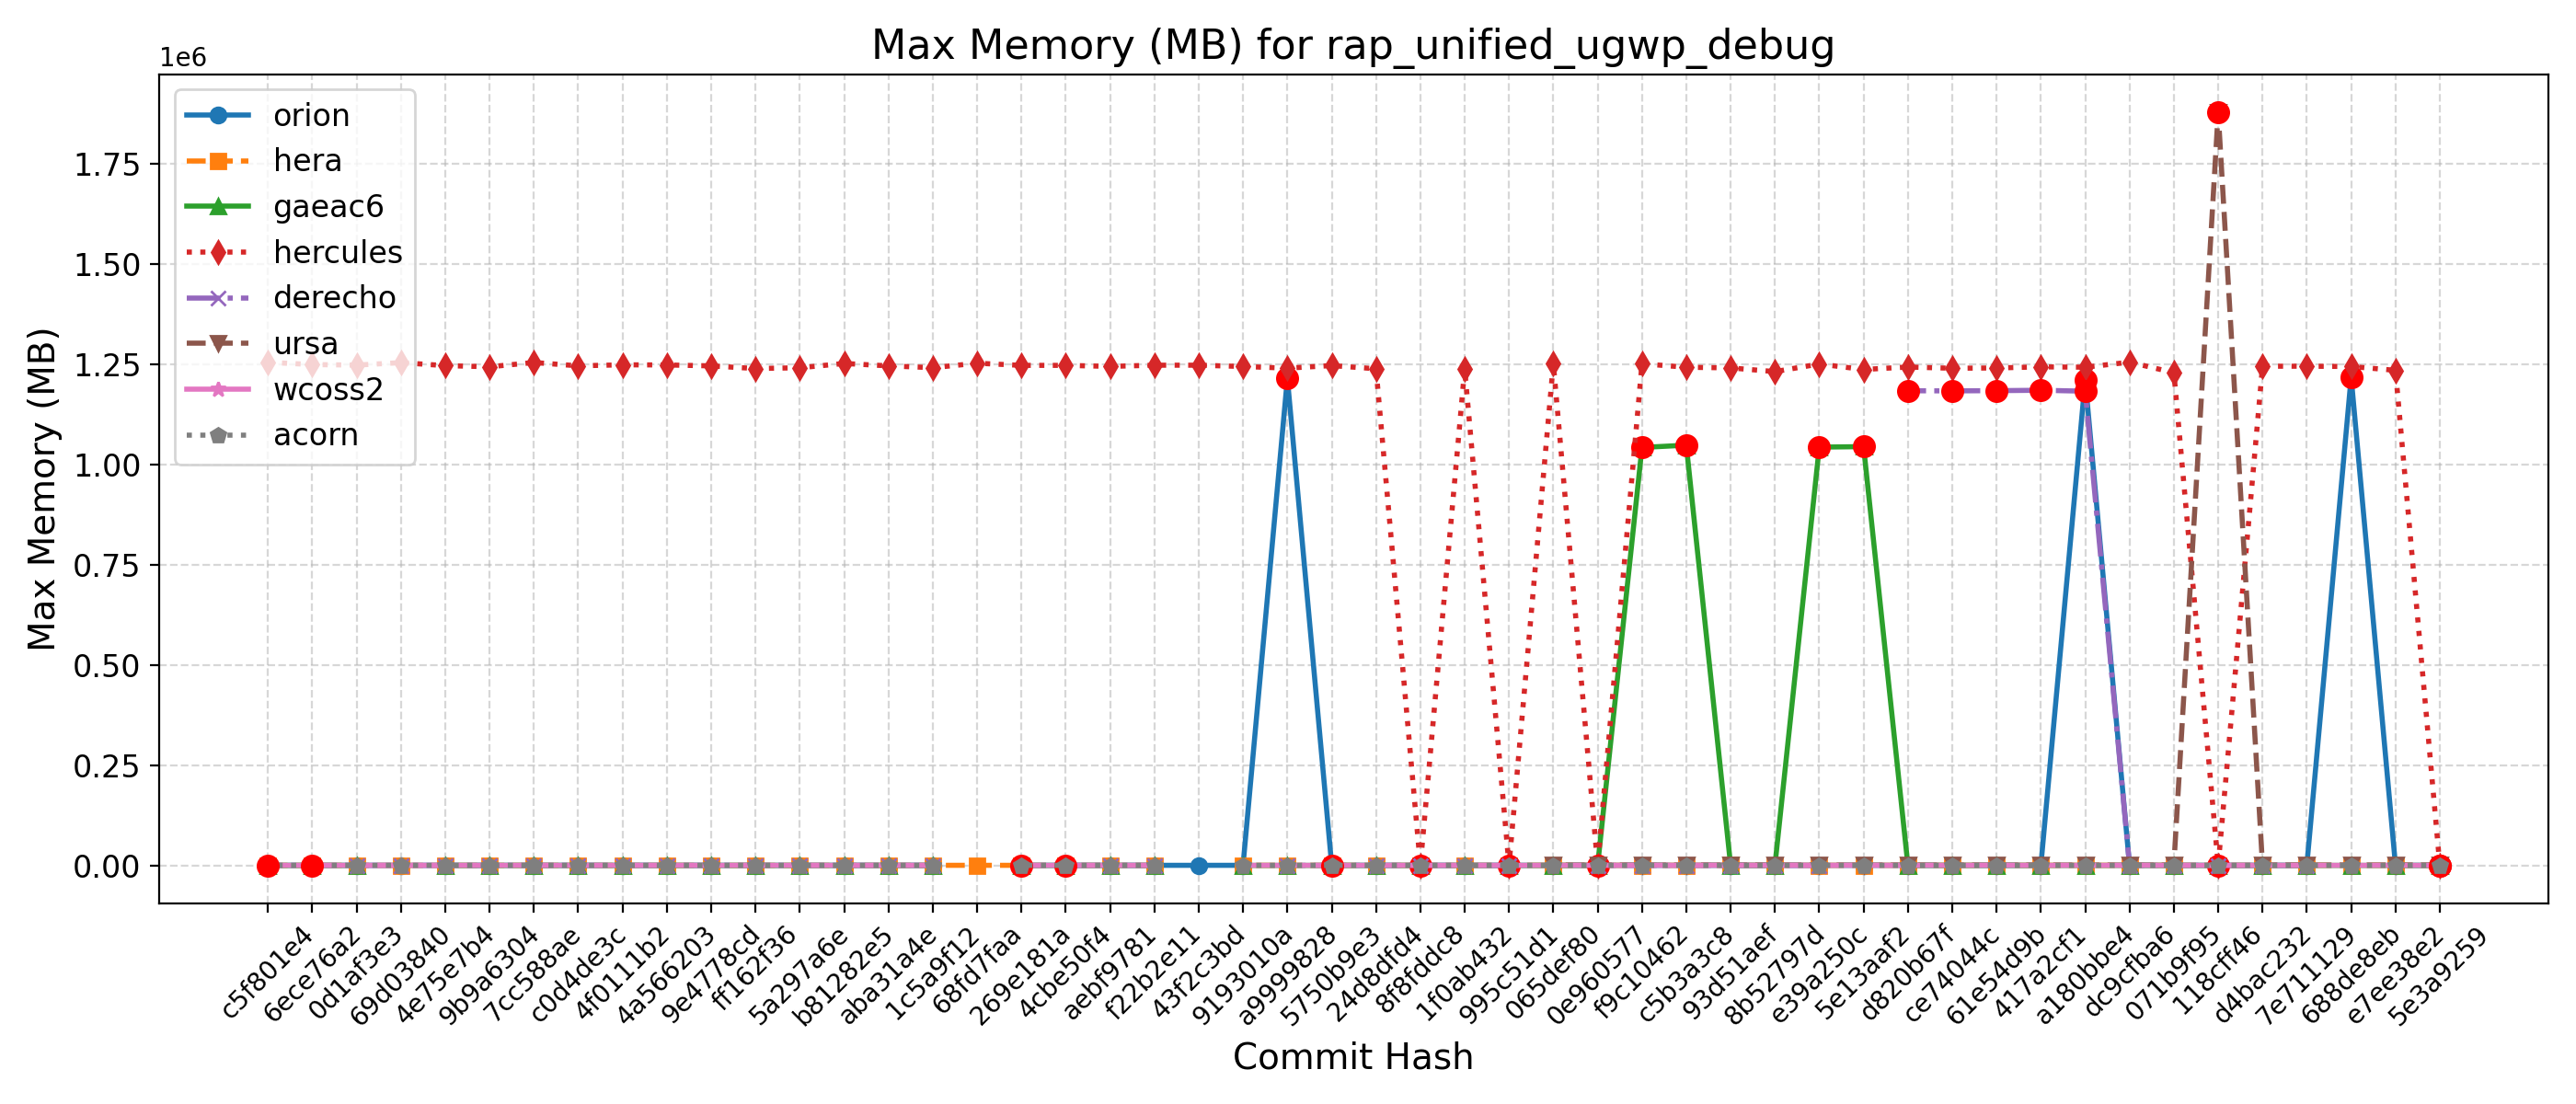 Max Memory (MB) for rap_unified_ugwp_debug
1e6
1.75
1.50
1.25
1.00
0.75
0.50
0.25
0.00
Max Memory (MB)
orion
hera
gaeac6
hercules
derecho
ursa
wcoss2
acorn
c5f801e4
6ece76a2
0d1af3e3
69d03840
4e75e7b4
9b9a6304
7cc588ae
c0d4de3c
4f0111b2
4a566203
9e4778cd
ff162f36
5a297a6e
b81282e5
aba31a4e
1c5a9f12
68fd7faa
269e181a
4cbe50f4
aebf9781
f22b2e11
43f2c3bd
9193010a
a9999828
5750b9e3
24d8dfd4
8f8fddc8
1f0ab432
995c51d1
065def80
0e960577
f9c10462
c5b3a3c8
93d51aef
8b52797d
e39a250c
5e13aaf2
d820b67f
ce74044c
61e54d9b
417a2cf1
a180bbe4
dc9cfba6
071b9f95
118cff46
d4bac232
7e711129
688de8eb
e7ee38e2
5e3a9259
Commit Hash